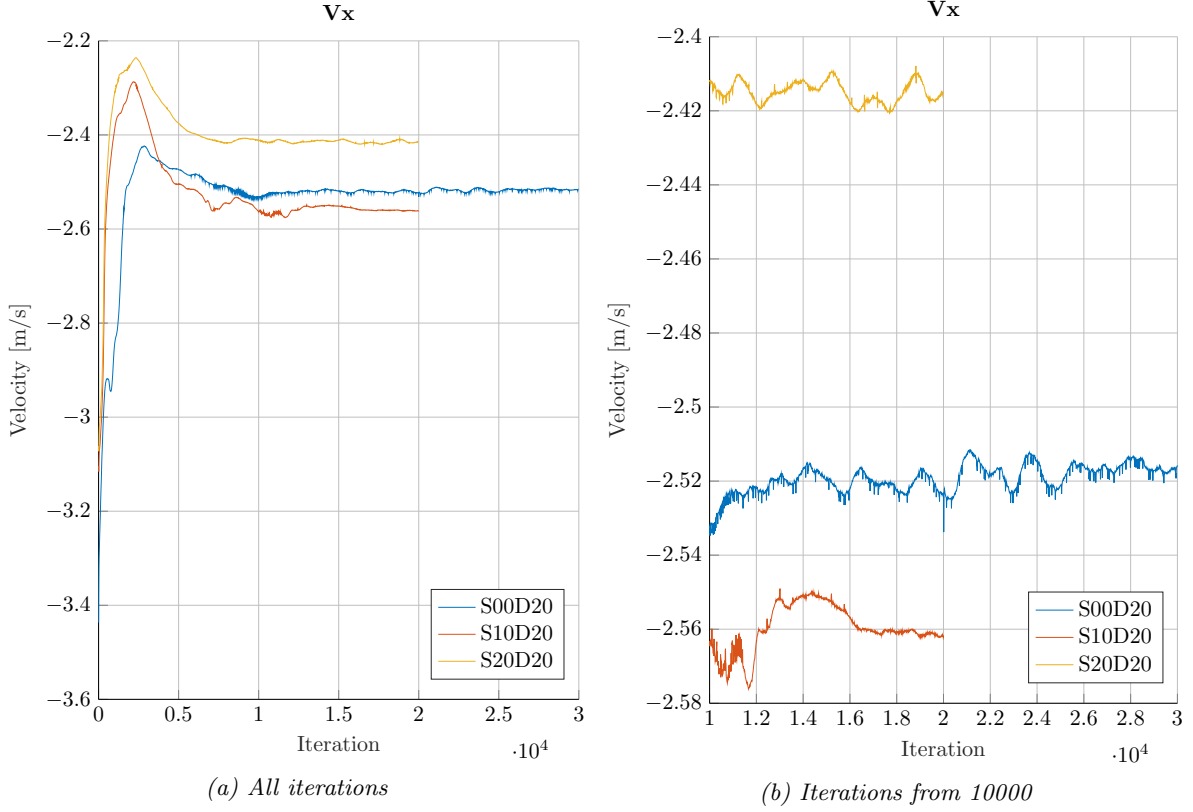 Vx
−2.2
−2.4
−2.6
−2.8
−3
−3.2
−3.4
−3.6
Velocity [m/s]
0
0.5
1
1.5
2
2.5
3
Iteration
·10⁴
S00D20
S10D20
S20D20
(a) All iterations
Vx
−2.4
−2.42
−2.44
−2.46
−2.48
−2.5
−2.52
−2.54
−2.56
−2.58
Velocity [m/s]
1
1.2
1.4
1.6
1.8
2
2.2
2.4
2.6
2.8
3
Iteration
·10⁴
S00D20
S10D20
S20D20
(b) Iterations from 10000